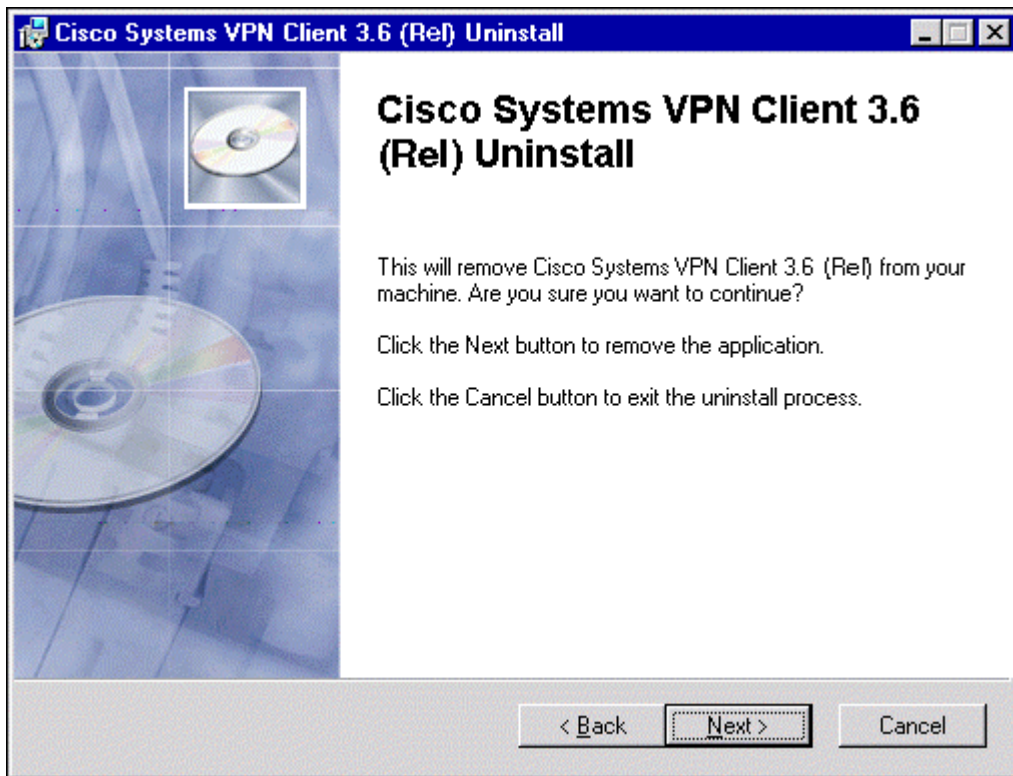 Cisco Systems VPN Client 3.6 (Rel) Uninstall
Cisco Systems VPN Client 3.6
(Rel) Uninstall
This will remove Cisco Systems VPN Client 3.6 (Rel) from your
machine. Are you sure you want to continue?
Click the Next button to remove the application.
Click the Cancel button to exit the uninstall process.
< Back
Next >
Cancel